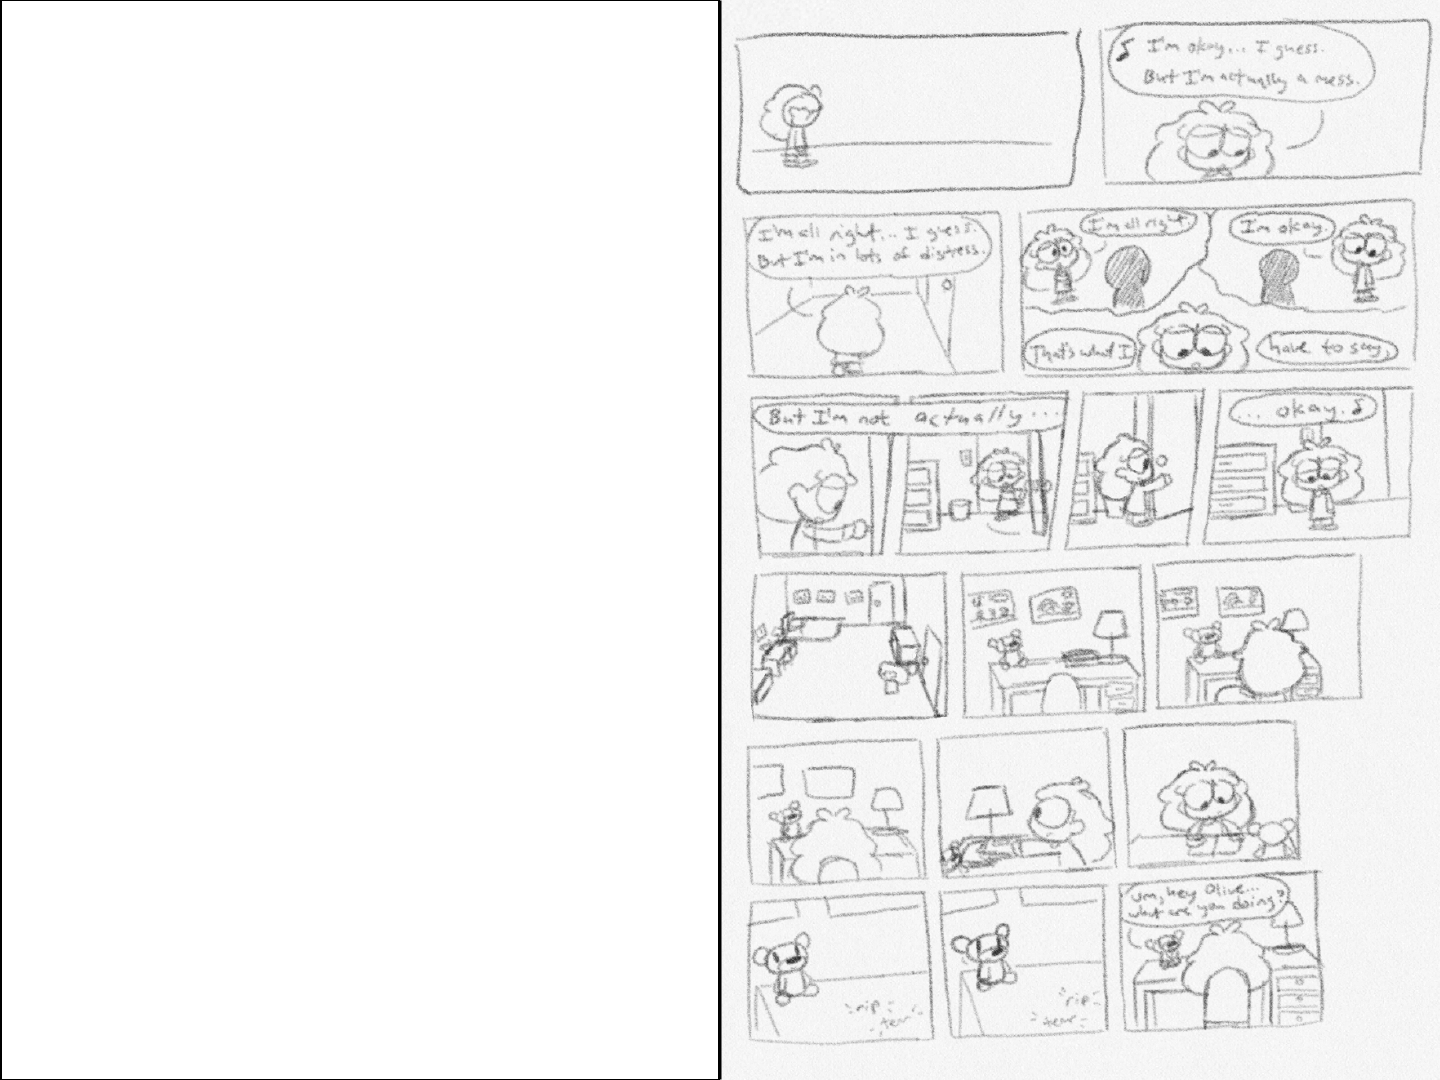 ♪ I'm okay... I guess.
But I'm actually a mess.
I'm all right... I guess.
But I'm in lots of distress.
I'm all right.
I'm okay.
That's what I
have to say,
But I'm not actually...
... okay. ♪
rip
tear
rip
tear
Um, hey Olive...
what are you doing?